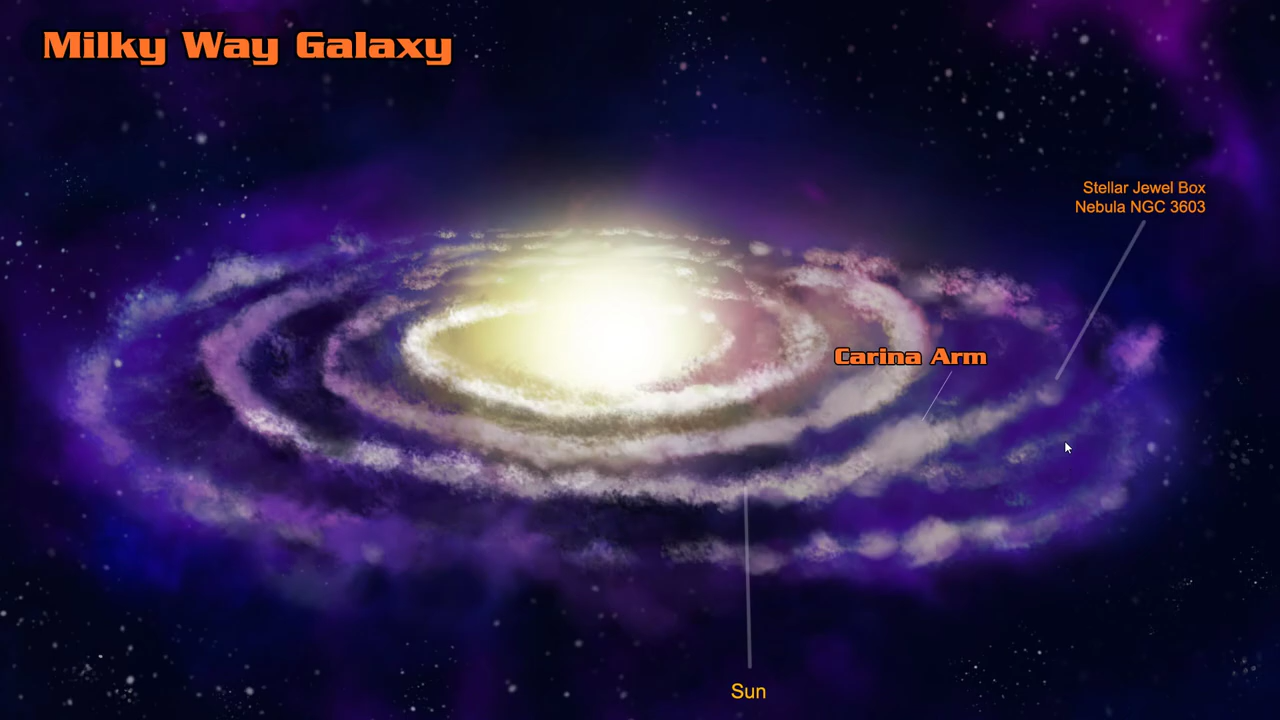 Milky Way Galaxy
Stellar Jewel Box
Nebula NGC 3603
Carina Arm
Sun